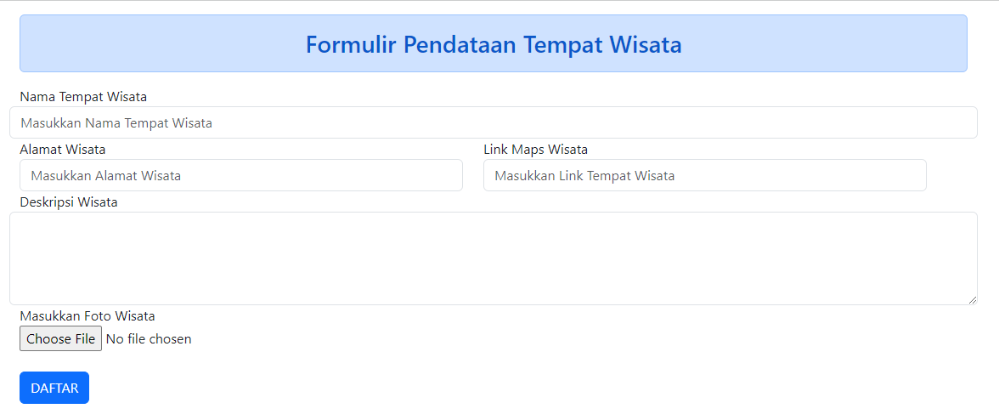 Formulir Pendataan Tempat Wisata
Nama Tempat Wisata
Masukkan Nama Tempat Wisata
Alamat Wisata
Masukkan Alamat Wisata
Link Maps Wisata
Masukkan Link Tempat Wisata
Deskripsi Wisata
Masukkan Foto Wisata
Choose File No file chosen
DAFTAR